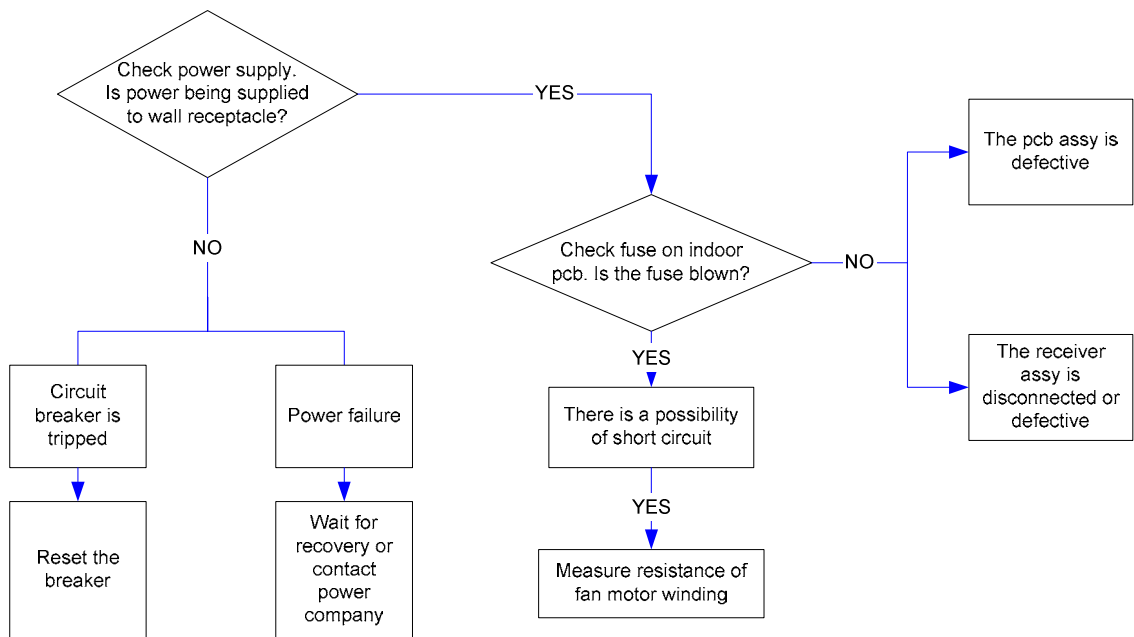 Check power supply.
Is power being supplied
to wall receptacle?
YES
NO
Circuit
breaker is
tripped
Power failure
Reset the
breaker
Wait for
recovery or
contact
power
company
Check fuse on indoor
pcb. Is the fuse blown?
YES
There is a possibility
of short circuit
YES
Measure resistance of
fan motor winding
NO
The pcb assy is
defective
The receiver
assy is
disconnected or
defective